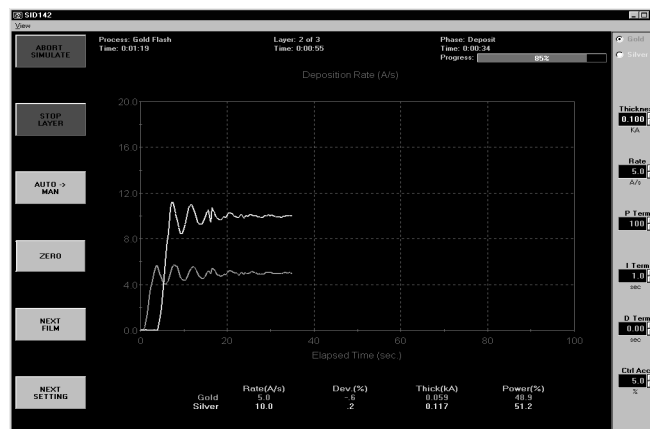 SID142
View
ABORT SIMULATE
Process: Gold Flash
Time: 0:01:19
Layer: 2 of 3
Time: 0:00:55
Phase: Deposit
Time: 0:00:34
Progress: 85%
Gold
Silver
Deposition Rate (A/s)
STOP LAYER
AUTO -> MAN
ZERO
NEXT FILM
NEXT SETTING
20.0
16.0
12.0
8.0
4.0
0.0
0 20 40 60 80 100
Elapsed Time (sec.)
Rate(A/s) Dev.(%) Thick(kA) Power(%)
Gold 5.0 -.6 0.059 48.9
Silver 10.0 .2 0.117 51.2
Thicknes
0.100
KA
Rate
5.0
A/s
P Term
100
I Term
1.0
sec
D Term
0.00
sec
Ctrl Acc
5.0
%